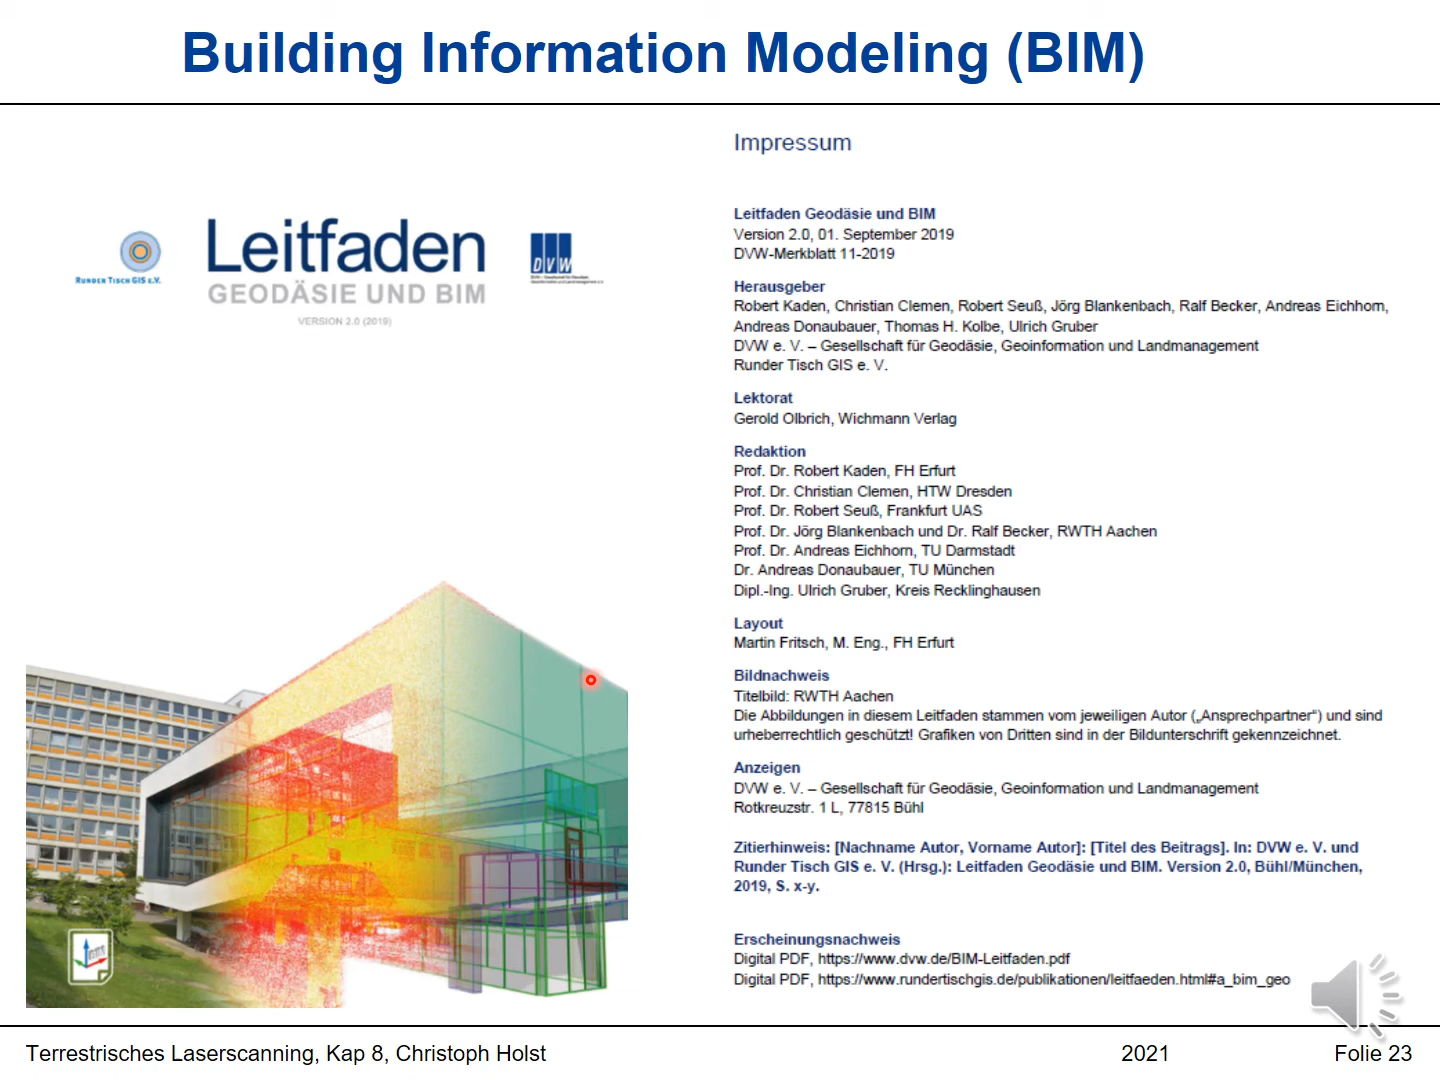 Building Information Modeling (BIM)
RUNDER TISCH GIS e.V.
Leitfaden
GEODÄSIE UND BIM
VERSION 2.0 (2019)
DVW
Impressum
Leitfaden Geodäsie und BIM
Version 2.0, 01. September 2019
DVW-Merkblatt 11-2019
Herausgeber
Robert Kaden, Christian Clemen, Robert Seuß, Jörg Blankenbach, Ralf Becker, Andreas Eichhorn,
Andreas Donaubauer, Thomas H. Kolbe, Ulrich Gruber
DVW e. V. – Gesellschaft für Geodäsie, Geoinformation und Landmanagement
Runder Tisch GIS e. V.
Lektorat
Gerold Olbrich, Wichmann Verlag
Redaktion
Prof. Dr. Robert Kaden, FH Erfurt
Prof. Dr. Christian Clemen, HTW Dresden
Prof. Dr. Robert Seuß, Frankfurt UAS
Prof. Dr. Jörg Blankenbach und Dr. Ralf Becker, RWTH Aachen
Prof. Dr. Andreas Eichhorn, TU Darmstadt
Dr. Andreas Donaubauer, TU München
Dipl.-Ing. Ulrich Gruber, Kreis Recklinghausen
Layout
Martin Fritsch, M. Eng., FH Erfurt
Bildnachweis
Titelbild: RWTH Aachen
Die Abbildungen in diesem Leitfaden stammen vom jeweiligen Autor („Ansprechpartner“) und sind
urheberrechtlich geschützt! Grafiken von Dritten sind in der Bildunterschrift gekennzeichnet.
Anzeigen
DVW e. V. – Gesellschaft für Geodäsie, Geoinformation und Landmanagement
Rotkreuzstr. 1 L, 77815 Bühl
Zitierhinweis: [Nachname Autor, Vorname Autor]: [Titel des Beitrags]. In: DVW e. V. und
Runder Tisch GIS e. V. (Hrsg.): Leitfaden Geodäsie und BIM. Version 2.0, Bühl/München,
2019, S. x-y.
Erscheinungsnachweis
Digital PDF, https://www.dvw.de/BIM-Leitfaden.pdf
Digital PDF, https://www.rundertischgis.de/publikationen/leitfaeden.html#a_bim_geo
Terrestrisches Laserscanning, Kap 8, Christoph Holst
2021
Folie 23